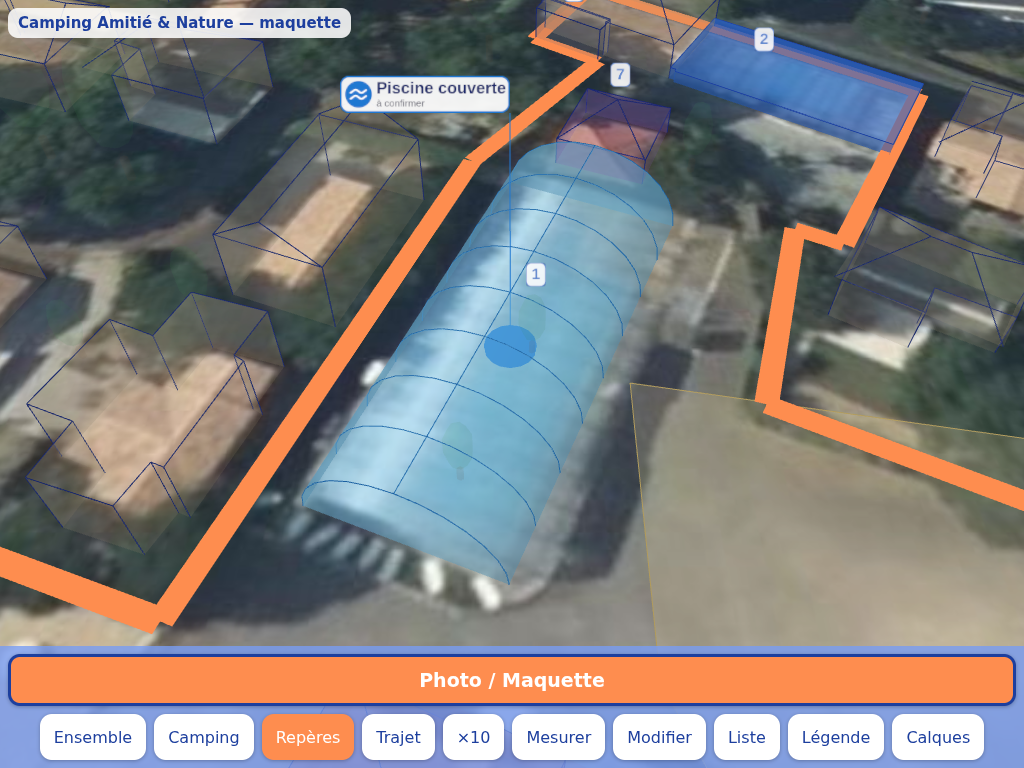 Camping Amitié & Nature — maquette
2
7
Piscine couverte
à confirmer
1
Photo / Maquette
Ensemble
Camping
Repères
Trajet
×10
Mesurer
Modifier
Liste
Légende
Calques